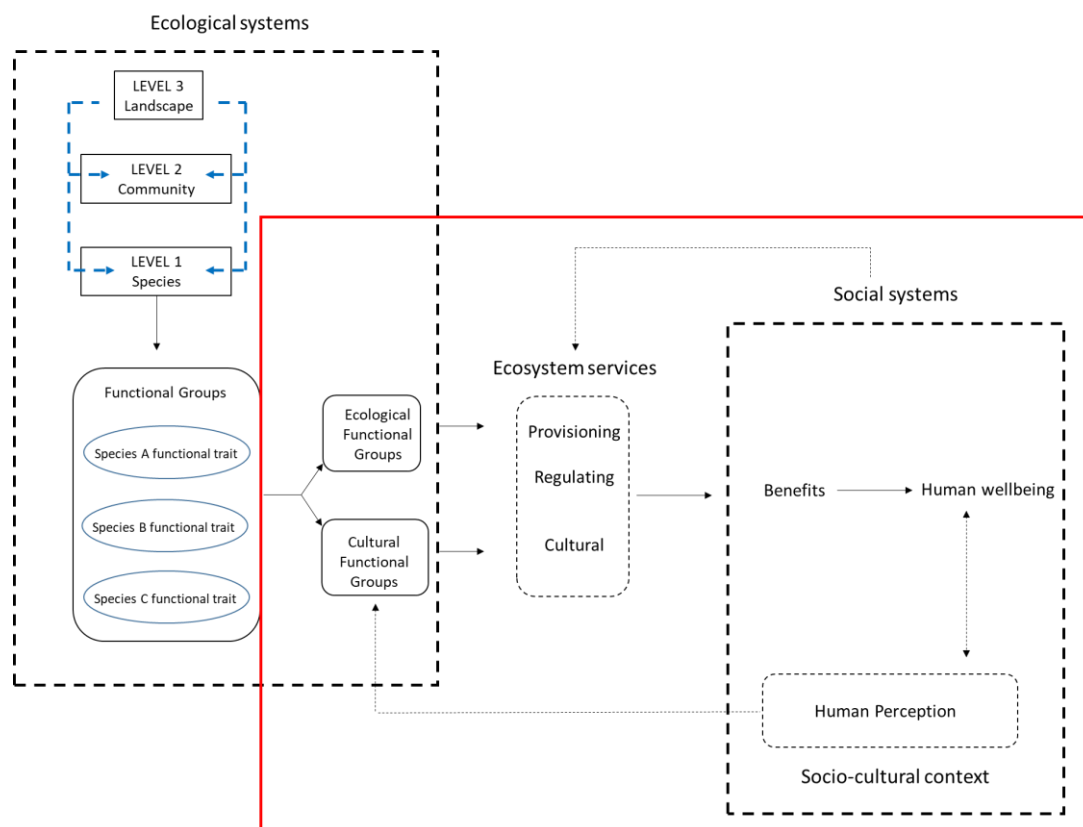 Ecological systems
LEVEL 3
Landscape
LEVEL 2
Community
LEVEL 1
Species
Functional Groups
Species A functional trait
Species B functional trait
Species C functional trait
Ecological
Functional
Groups
Cultural
Functional
Groups
Ecosystem services
Provisioning
Regulating
Cultural
Social systems
Benefits
Human wellbeing
Human Perception
Socio-cultural context